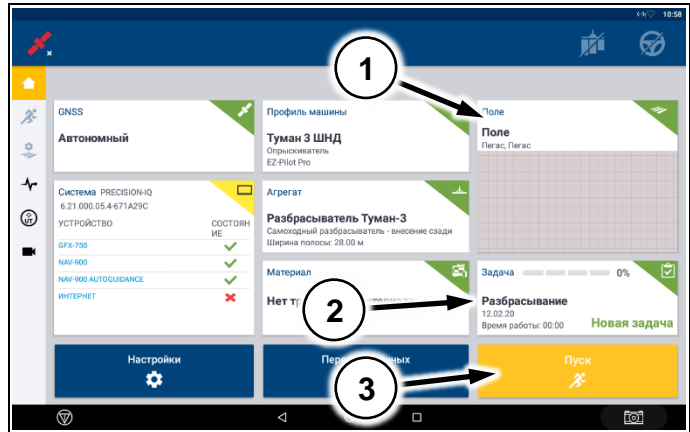 10:58
1
GNSS
Автономный
Профиль машины
Туман 3 ШНД
Опрыскиватель
EZ-Pilot Pro
Поле
Поле
Пегас, Пегас
Система PRECISION-IQ
6.21.000.05.4-671A29C
УСТРОЙСТВО
СОСТОЯН
ИЕ
GFX-750
NAV-900
NAV-900 AUTOGUIDANCE
ИНТЕРНЕТ
Агрегат
Разбрасыватель Туман-3
Самоходный разбрасыватель - внесение сзади
Ширина полосы: 28.00 м
Материал
Нет
2
Задача 0%
Разбрасывание
12.02.20
Время работы: 00:00
Новая задача
Настройки
3
Пуск
UT